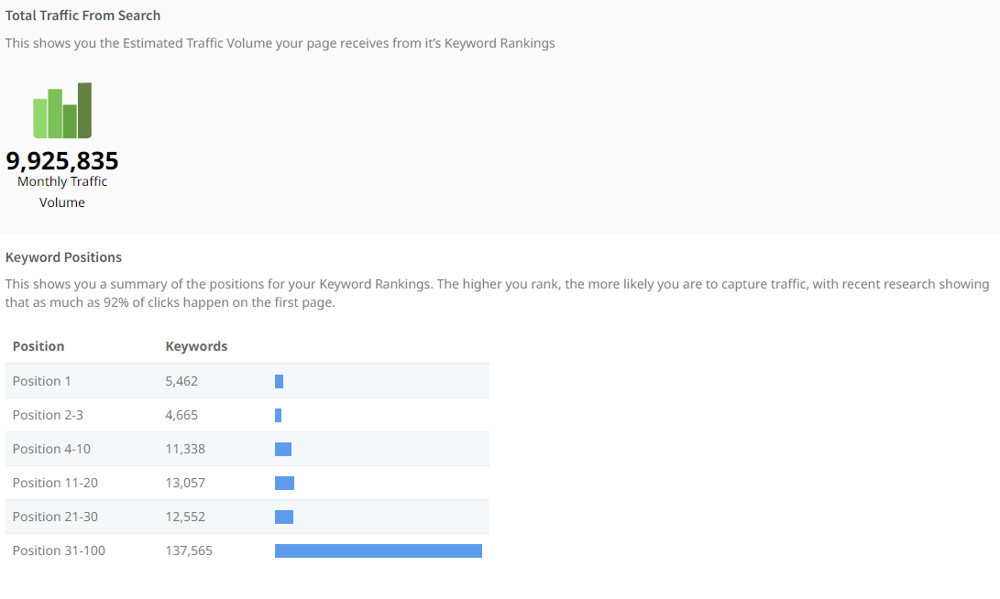 Total Traffic From Search
This shows you the Estimated Traffic Volume your page receives from it's Keyword Rankings
9,925,835
Monthly Traffic
Volume
Keyword Positions
This shows you a summary of the positions for your Keyword Rankings. The higher you rank, the more likely you are to capture traffic, with recent research showing
that as much as 92% of clicks happen on the first page.
Position Keywords
Position 1 5,462
Position 2-3 4,665
Position 4-10 11,338
Position 11-20 13,057
Position 21-30 12,552
Position 31-100 137,565